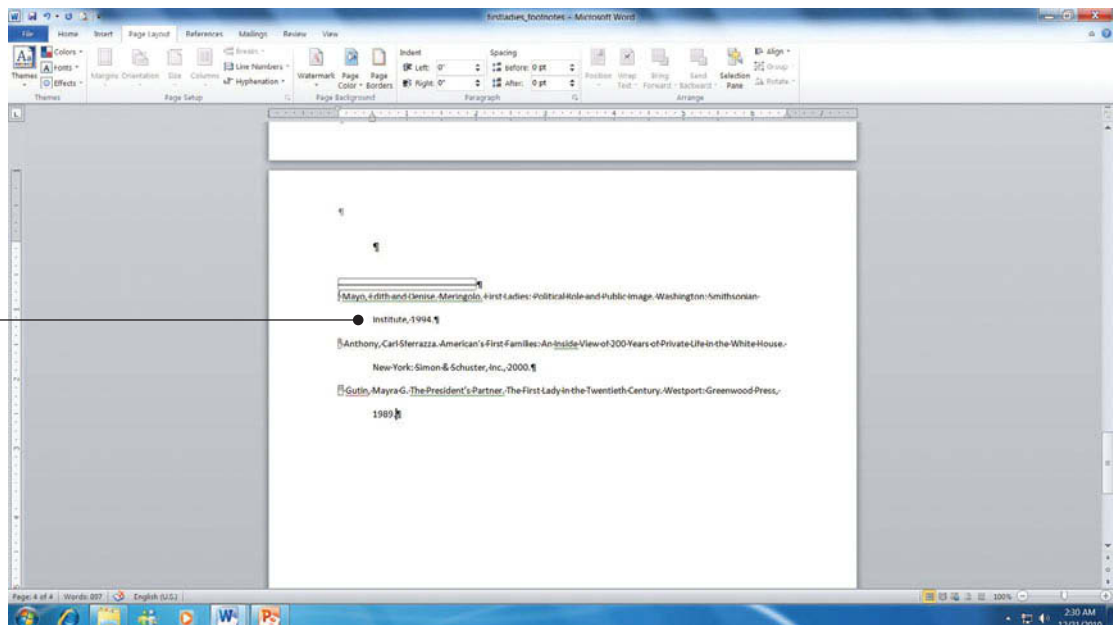 firstladies_footnotes - Microsoft Word
File Home Insert Page Layout References Mailings Review View
Themes
Colors
Fonts
Effects
Margins Orientation Size Columns
Breaks
Line Numbers
Hyphenation
Watermark Page Color Page Borders
Indent
Left: 0"
Right: 0"
Spacing
Before: 0 pt
After: 0 pt
Position Wrap Text Bring Forward Send Backward Selection Pane
Align
Group
Rotate
Themes Page Setup Page Background Paragraph Arrange
¶
¶
¶
Mayo, Edith and Denise Meringolo. First Ladies: Political Role and Public Image. Washington: Smithsonian
Institute, 1994.¶
Anthony, Carl Sferrazza. American's First Families: An Inside View of 200 Years of Private Life in the White House.
New York: Simon & Schuster, Inc., 2000.¶
Gutin, Mayra G. The President's Partner. The First Lady in the Twentieth Century. Westport: Greenwood Press,
1989.¶
Page: 4 of 4 Words: 897 English (U.S.) 100%
2:30 AM
12/21/2010